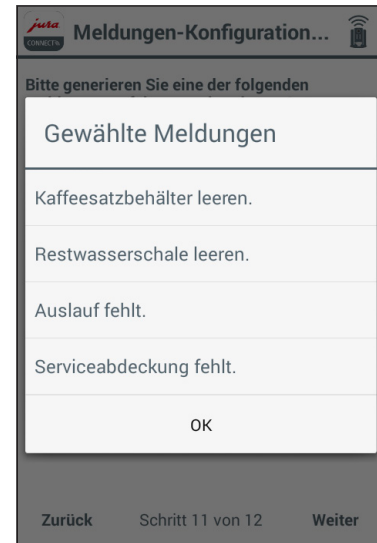 jura
CONNECT
Meldungen-Konfiguration...
Bitte generieren Sie eine der folgenden
Gewählte Meldungen
Kaffeesatzbehälter leeren.
Restwasserschale leeren.
Auslauf fehlt.
Serviceabdeckung fehlt.
OK
Zurück Schritt 11 von 12 Weiter